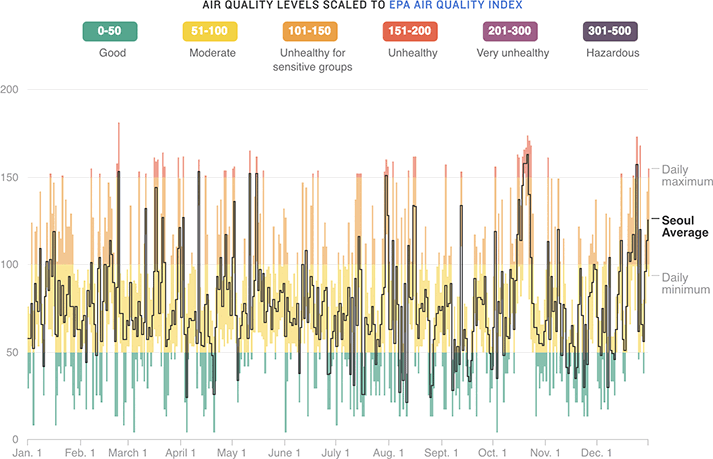 AIR QUALITY LEVELS SCALED TO EPA AIR QUALITY INDEX
0-50 51-100 101-150 151-200 201-300 301-500
Good Moderate Unhealthy for sensitive groups Unhealthy Very unhealthy Hazardous
200
150
100
50
0
Daily
maximum
Seoul
Average
Daily
minimum
Jan. 1 Feb. 1 March 1 April 1 May 1 June 1 July 1 Aug. 1 Sept. 1 Oct. 1 Nov. 1 Dec. 1